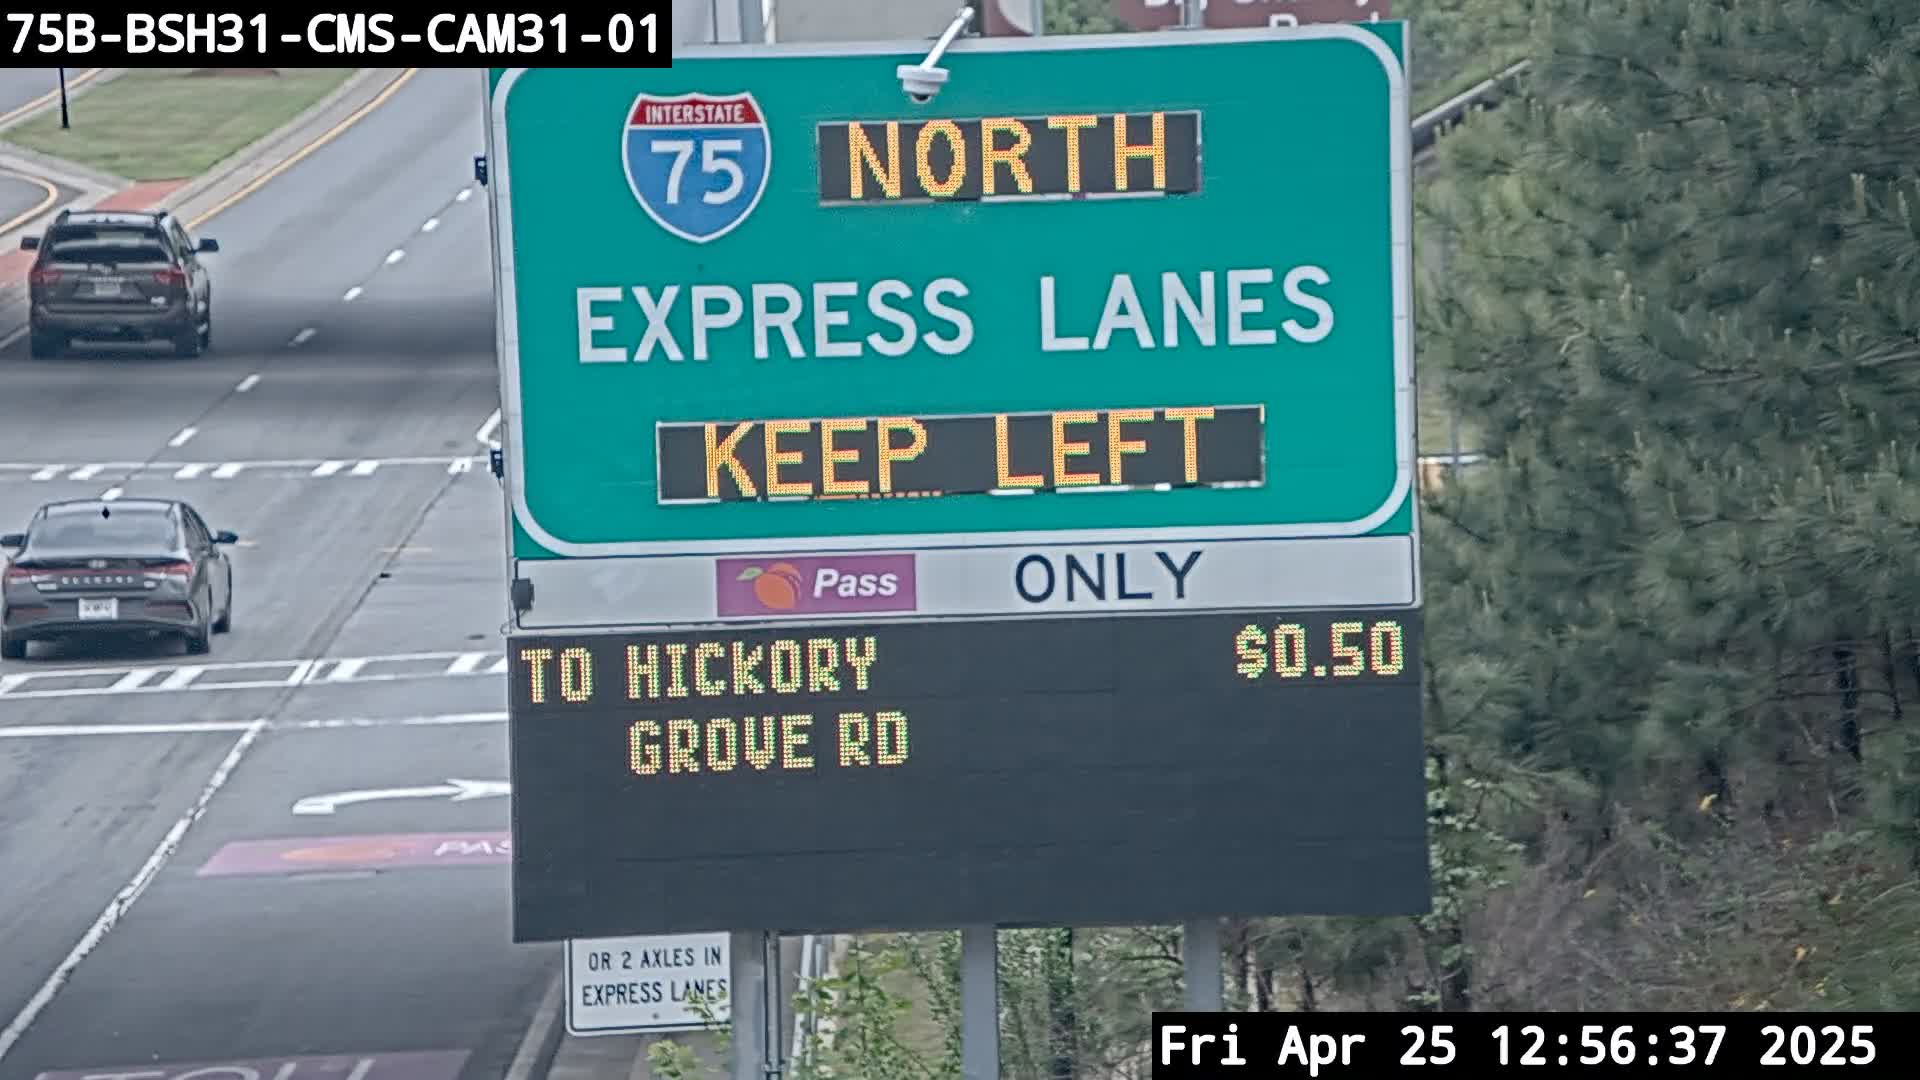 75B-BSH31-CMS-CAM31-01
INTERSTATE
75
NORTH
EXPRESS LANES
KEEP LEFT
Pass ONLY
TO HICKORY $0.50
GROVE RD
OR 2 AXLES IN
EXPRESS LANES
Fri Apr 25 12:56:37 2025